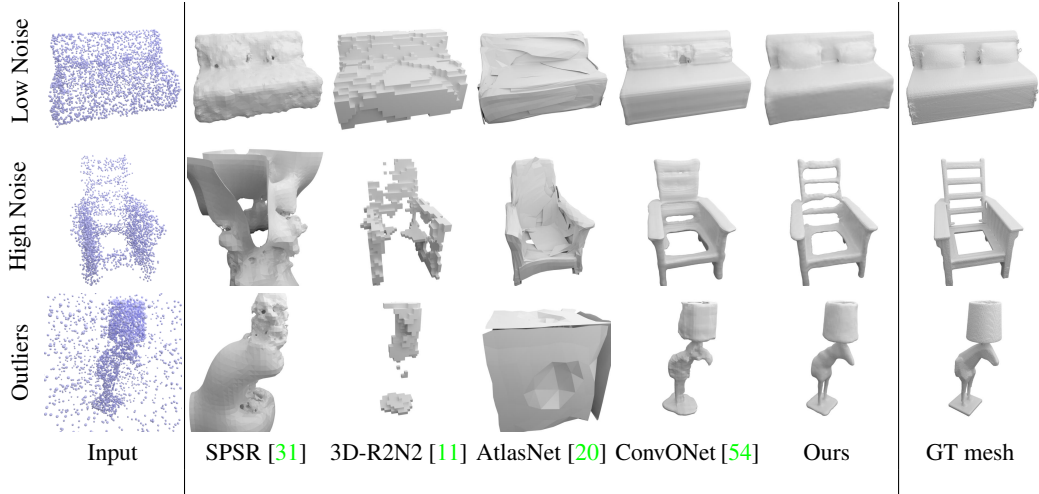 Low Noise
High Noise
Outliers
Input SPSR [31] 3D-R2N2 [11] AtlasNet [20] ConvONet [54] Ours GT mesh